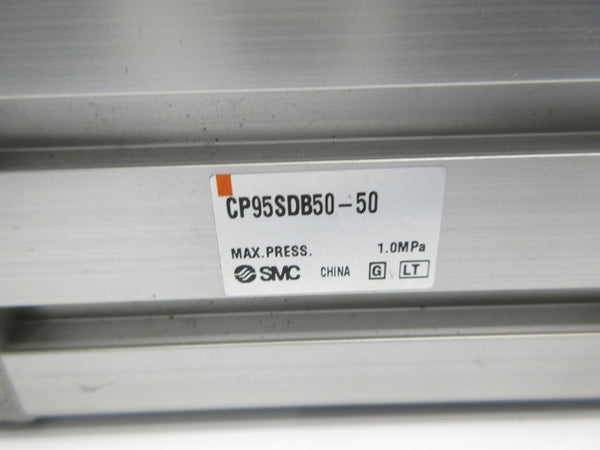 CP95SDB50-50
MAX.PRESS. 1.0MPa
SMC CHINA G LT